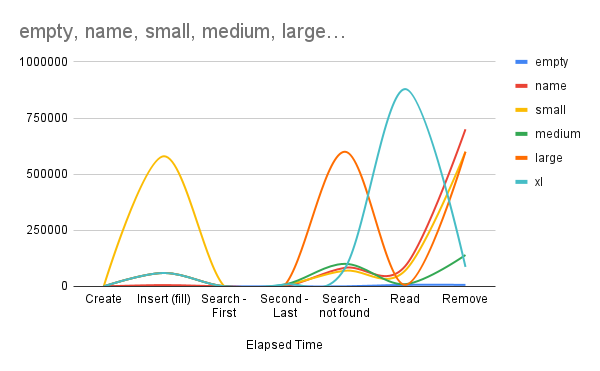 empty, name, small, medium, large...
1000000
750000
500000
250000
0
Create
Insert (fill)
Search -
First
Second -
Last
Search -
not found
Read
Remove
Elapsed Time
empty
name
small
medium
large
xl